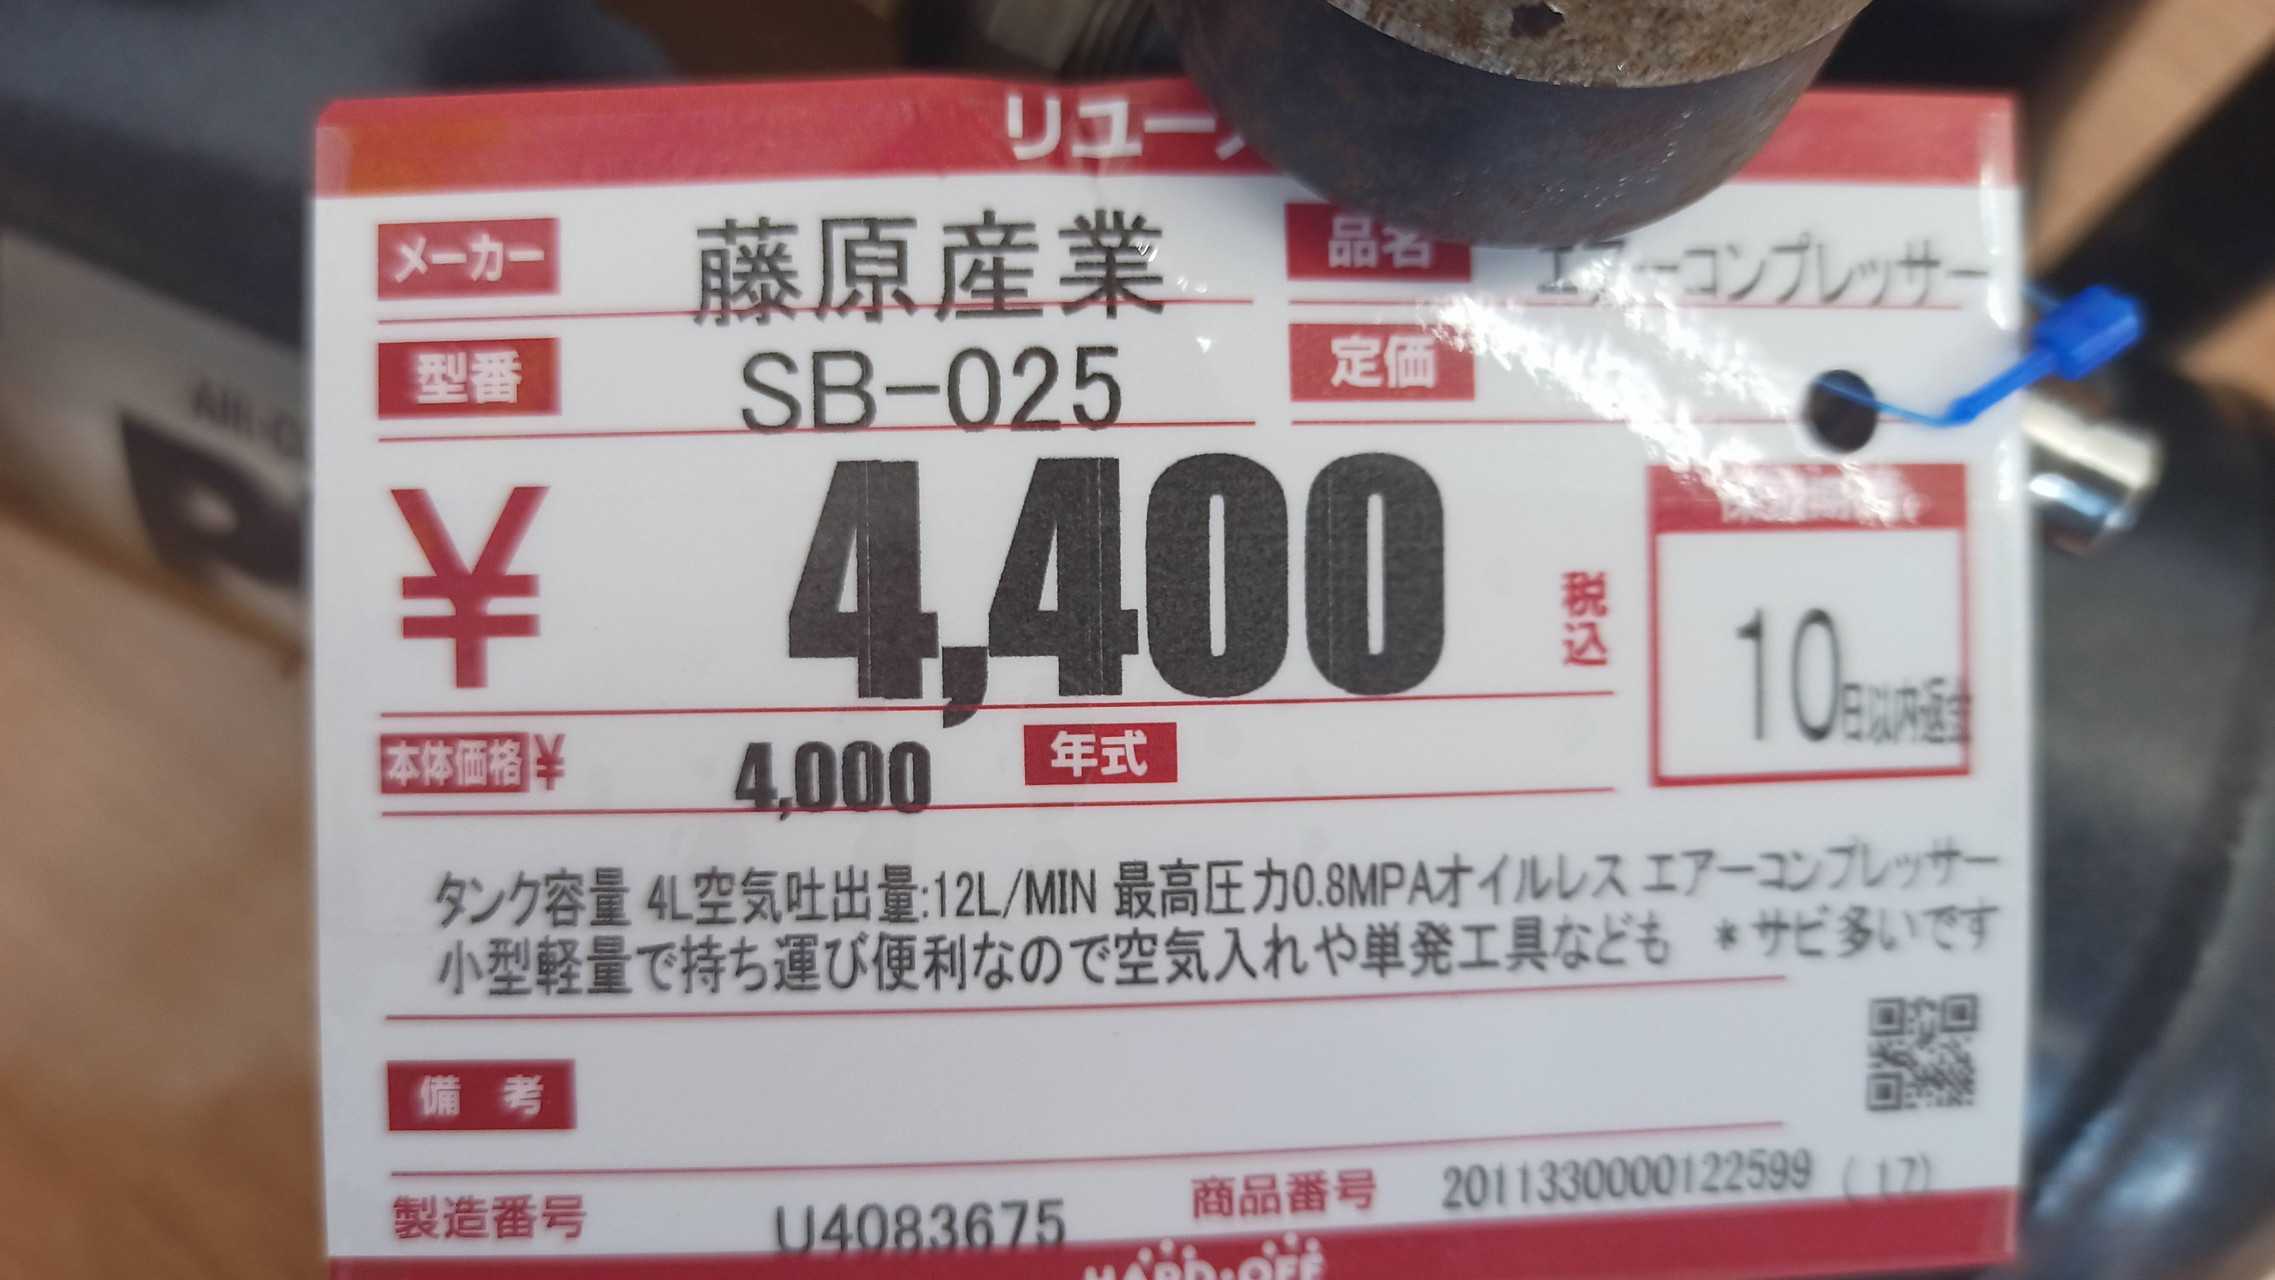 リユース
メーカー 藤原産業 品名 エアーコンプレッサー
型番 SB-025 定価
¥ 4,400 税込
10日以内返金
本体価格¥ 4,000 年式
タンク容量 4L空気吐出量:12L/MIN 最高圧力0.8MPAオイルレス エアーコンプレッサー
小型軽量で持ち運び便利なので空気入れや単発工具なども *サビ多いです
備考
製造番号 U4083675 商品番号 2011330000122599 (17)
HARD・OFF